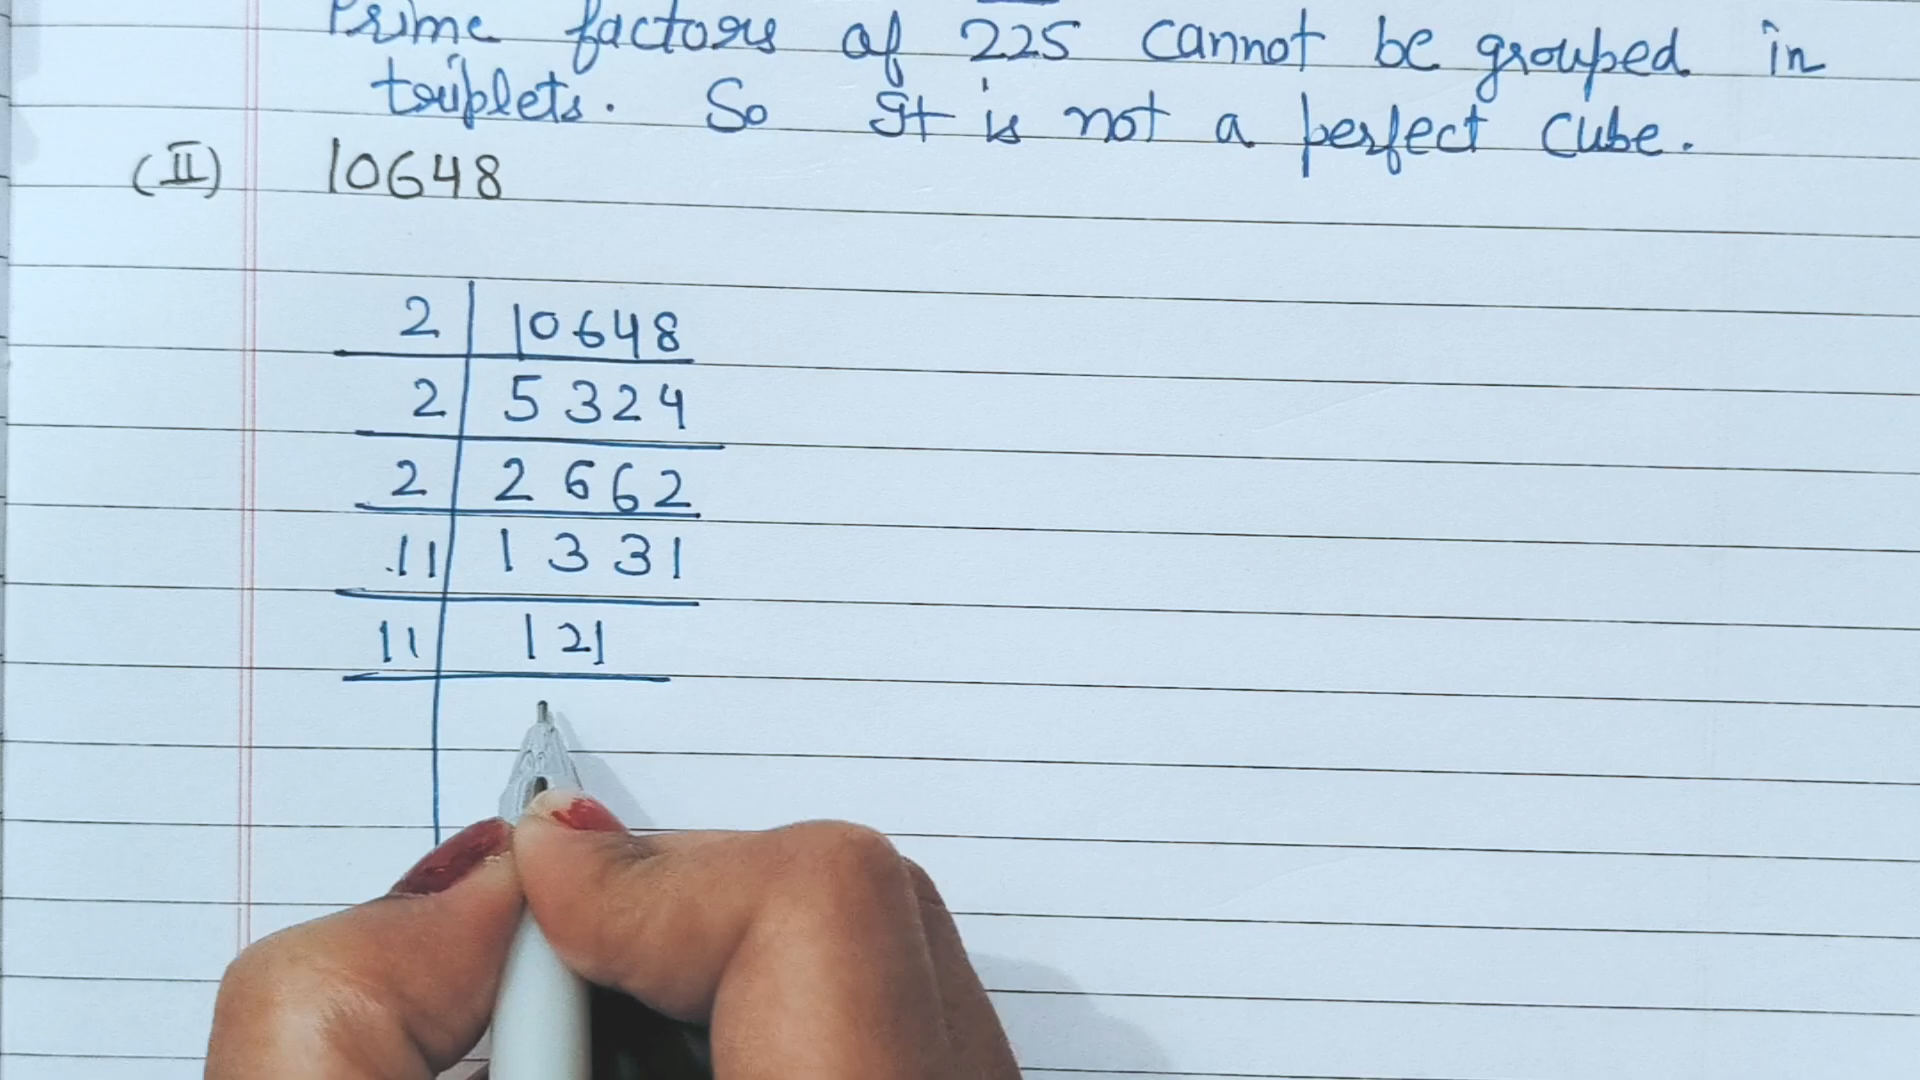 Prime factors of 225 cannot be grouped in
triplets. So It is not a perfect cube.
(II) 10648
2 | 10648
2 | 5324
2 | 2662
11 | 1331
11 | 121